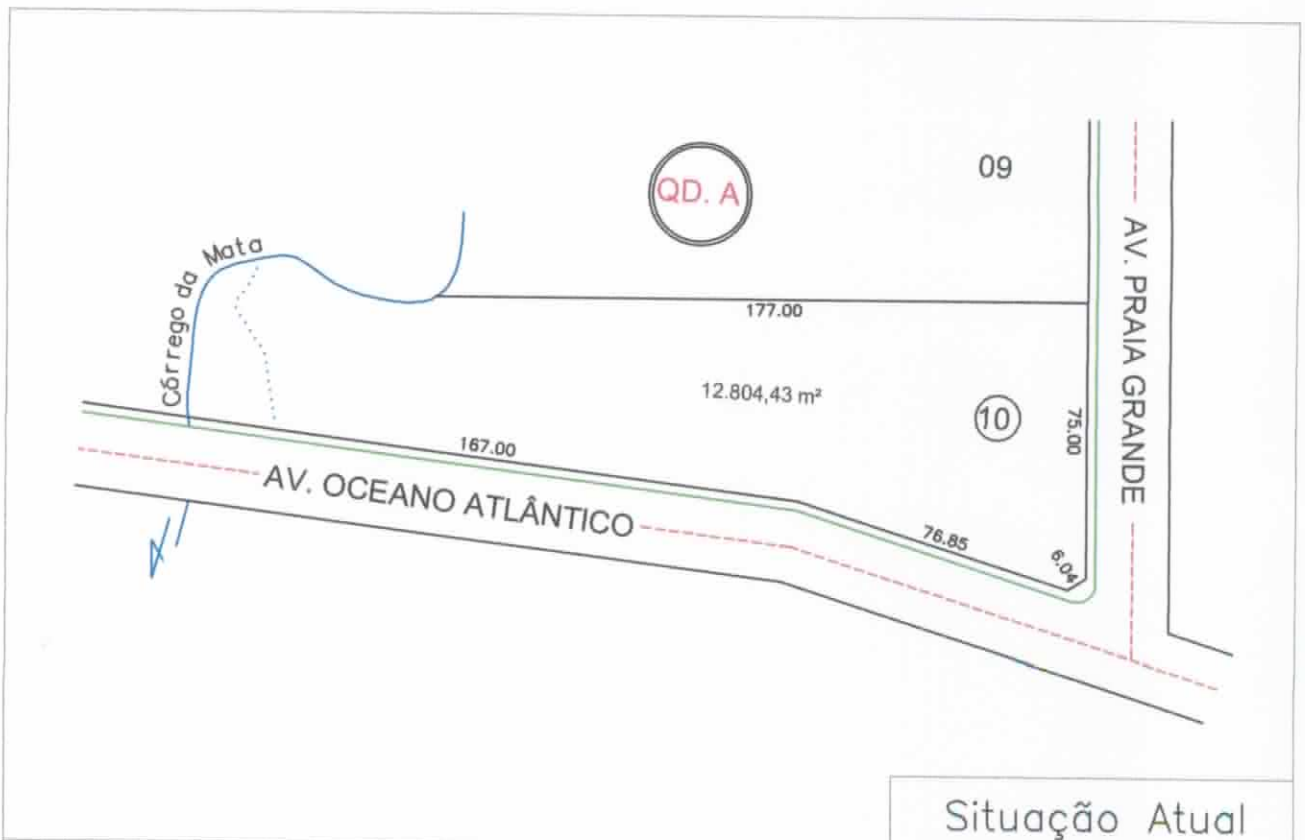 QD. A
09
Córrego da Mata
177.00
12.804,43 m²
10
75.00
AV. PRAIA GRANDE
167.00
AV. OCEANO ATLÂNTICO
76.85
6.04
Situação Atual